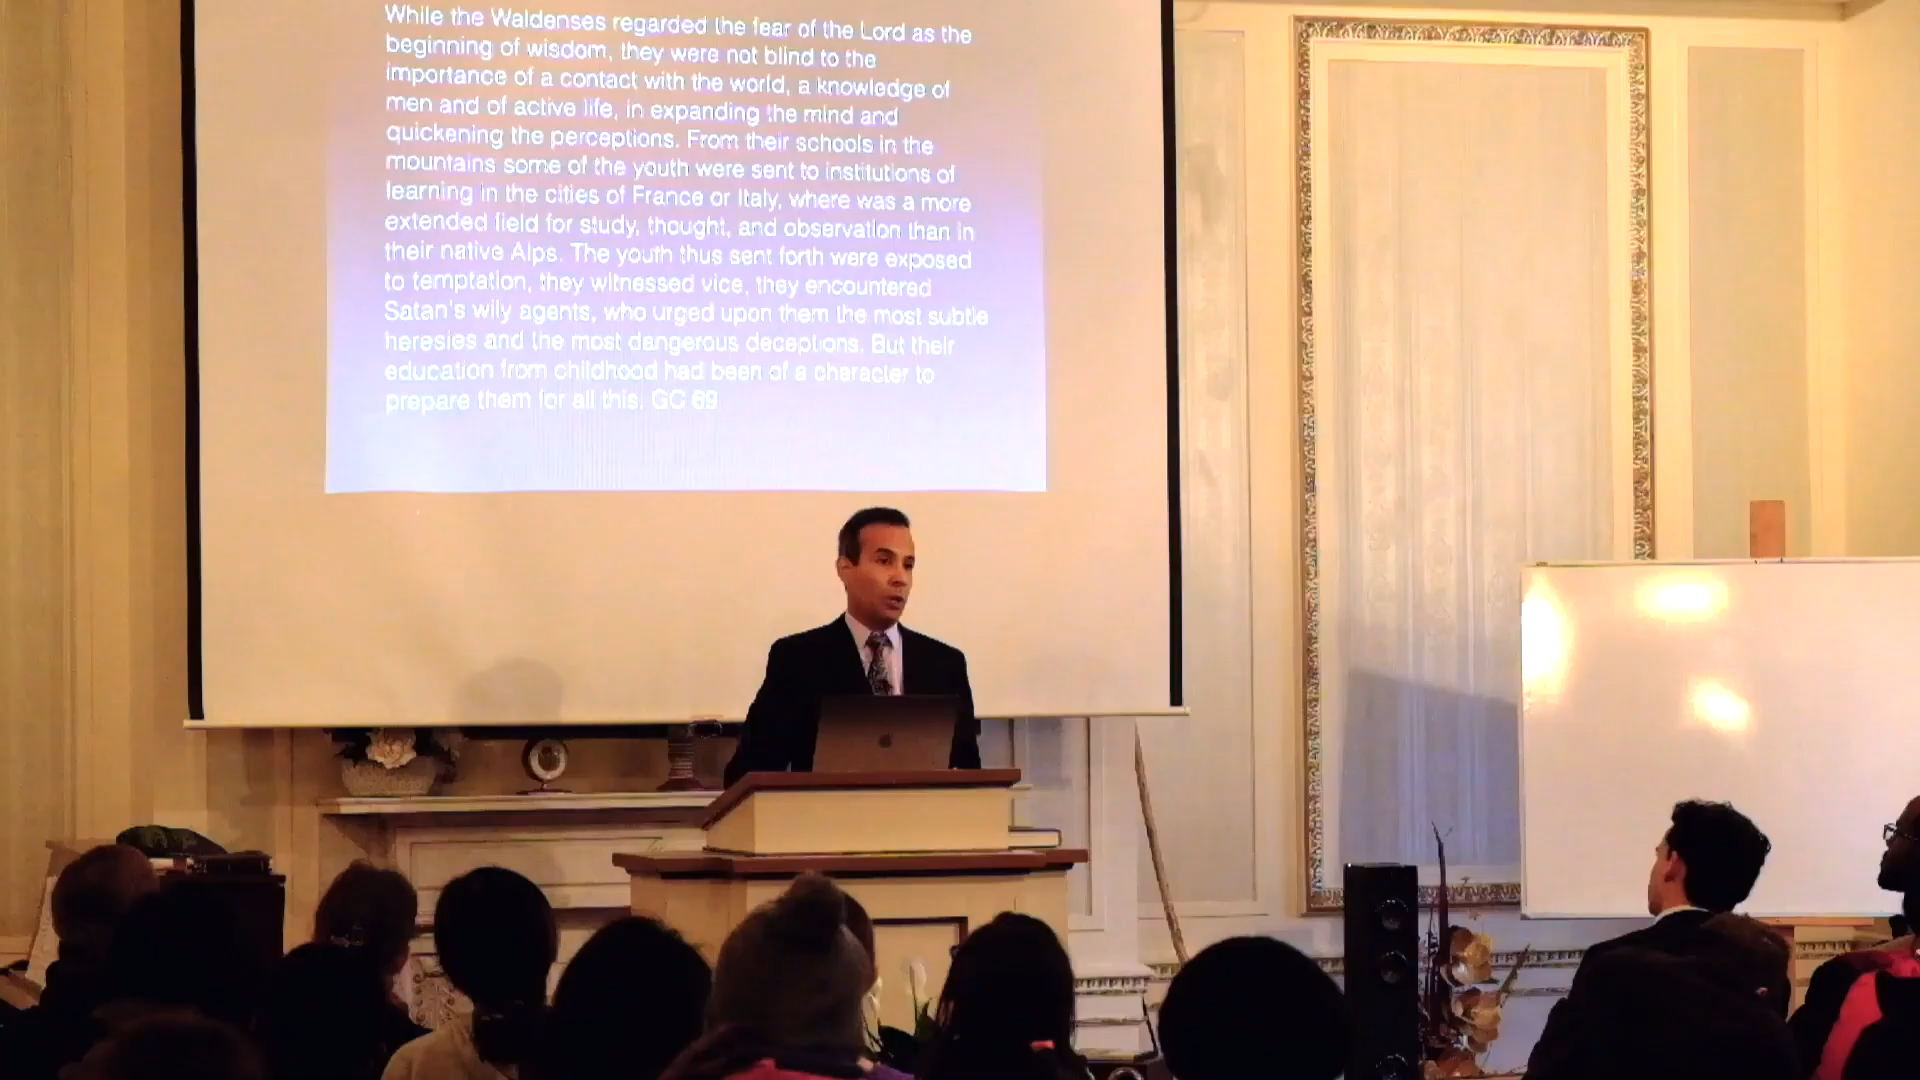 While the Waldenses regarded the fear of the Lord as the
beginning of wisdom, they were not blind to the
importance of a contact with the world, a knowledge of
men and of active life, in expanding the mind and
quickening the perceptions. From their schools in the
mountains some of the youth were sent to institutions of
learning in the cities of France or Italy, where was a more
extended field for study, thought, and observation than in
their native Alps. The youth thus sent forth were exposed
to temptation, they witnessed vice, they encountered
Satan's wily agents, who urged upon them the most subtle
heresies and the most dangerous deceptions. But their
education from childhood had been of a character to
prepare them for all this. GC 69